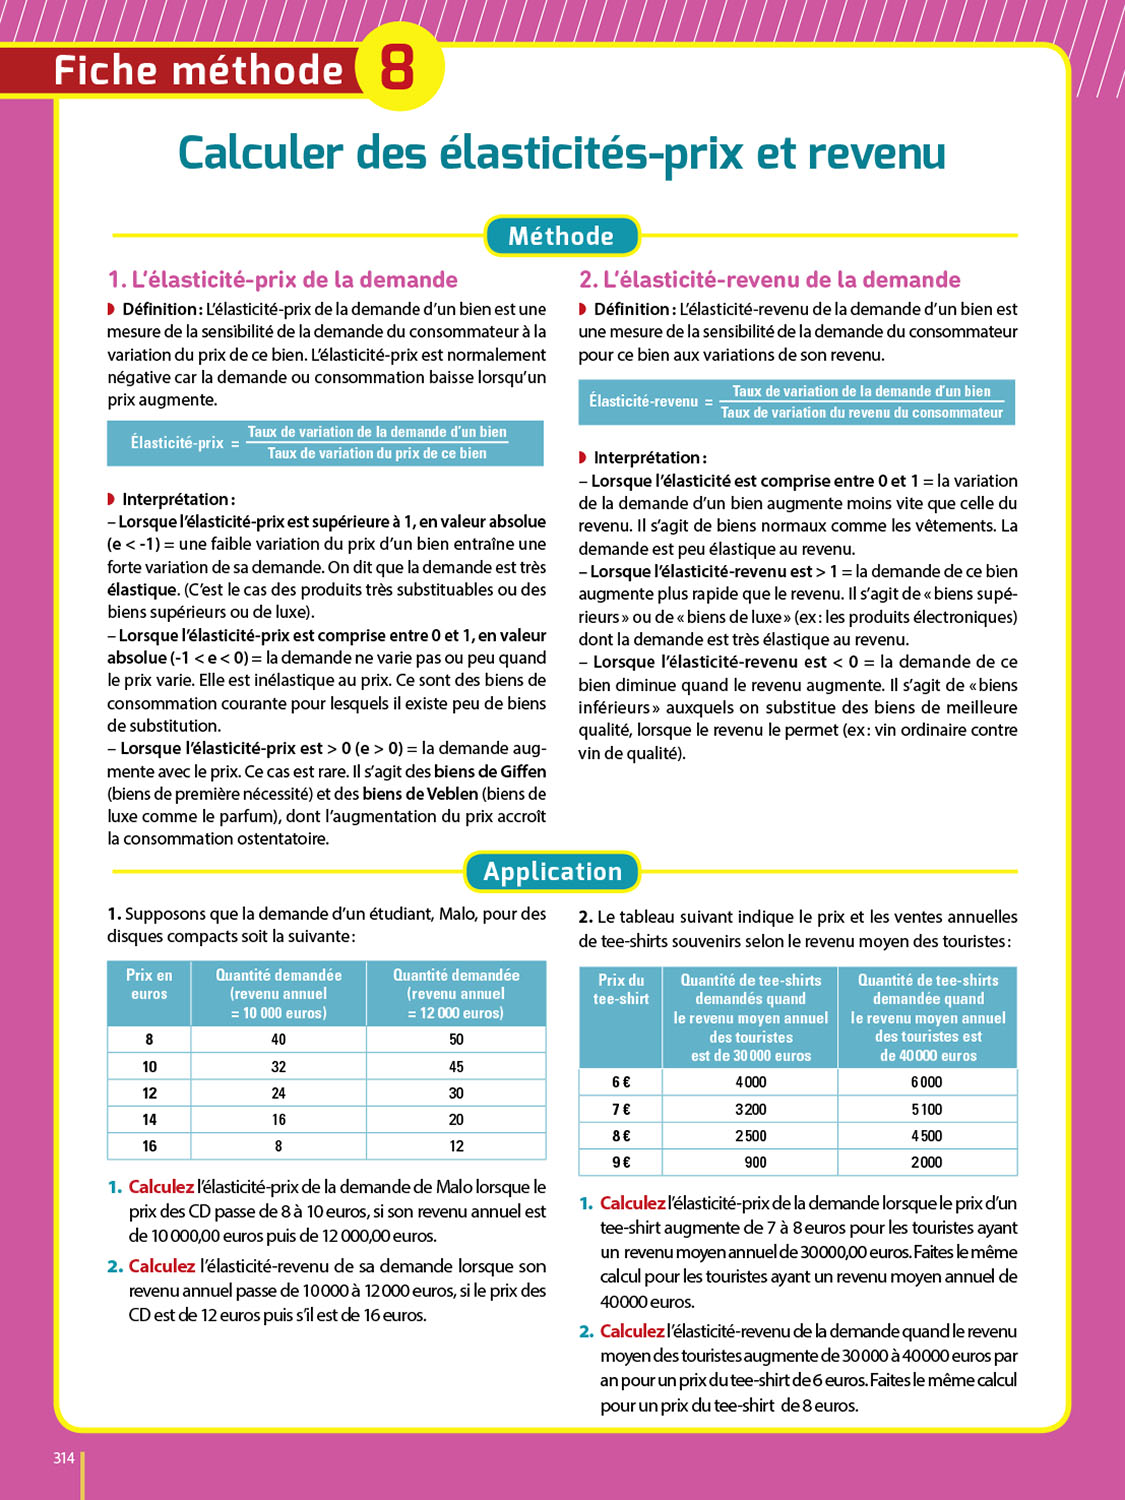 Fiche méthode 8
Calculer des élasticités-prix et revenu
Méthode
1. L'élasticité-prix de la demande
◗ Définition : L'élasticité-prix de la demande d'un bien est une
mesure de la sensibilité de la demande du consommateur à la
variation du prix de ce bien. L'élasticité-prix est normalement
négative car la demande ou consommation baisse lorsqu'un
prix augmente.
Élasticité-prix =
Taux de variation de la demande d'un bien
Taux de variation du prix de ce bien
◗ Interprétation :
– Lorsque l'élasticité-prix est supérieure à 1, en valeur absolue
(e < -1) = une faible variation du prix d'un bien entraîne une
forte variation de sa demande. On dit que la demande est très
élastique. (C'est le cas des produits très substituables ou des
biens supérieurs ou de luxe).
– Lorsque l'élasticité-prix est comprise entre 0 et 1, en valeur
absolue (-1 < e < 0) = la demande ne varie pas ou peu quand
le prix varie. Elle est inélastique au prix. Ce sont des biens de
consommation courante pour lesquels il existe peu de biens
de substitution.
– Lorsque l'élasticité-prix est > 0 (e > 0) = la demande aug-
mente avec le prix. Ce cas est rare. Il s'agit des biens de Giffen
(biens de première nécessité) et des biens de Veblen (biens de
luxe comme le parfum), dont l'augmentation du prix accroît
la consommation ostentatoire.
2. L'élasticité-revenu de la demande
◗ Définition : L'élasticité-revenu de la demande d'un bien est
une mesure de la sensibilité de la demande du consommateur
pour ce bien aux variations de son revenu.
Élasticité-revenu =
Taux de variation de la demande d'un bien
Taux de variation du revenu du consommateur
◗ Interprétation :
– Lorsque l'élasticité est comprise entre 0 et 1 = la variation
de la demande d'un bien augmente moins vite que celle du
revenu. Il s'agit de biens normaux comme les vêtements. La
demande est peu élastique au revenu.
– Lorsque l'élasticité-revenu est > 1 = la demande de ce bien
augmente plus rapide que le revenu. Il s'agit de « biens supé-
rieurs » ou de « biens de luxe » (ex : les produits électroniques)
dont la demande est très élastique au revenu.
– Lorsque l'élasticité-revenu est < 0 = la demande de ce
bien diminue quand le revenu augmente. Il s'agit de « biens
inférieurs » auxquels on substitue des biens de meilleure
qualité, lorsque le revenu le permet (ex : vin ordinaire contre
vin de qualité).
Application
1. Supposons que la demande d'un étudiant, Malo, pour des
disques compacts soit la suivante :
Prix en euros | Quantité demandée (revenu annuel = 10 000 euros) | Quantité demandée (revenu annuel = 12 000 euros)
8 40 50
10 32 45
12 24 30
14 16 20
16 8 12
1. Calculez l'élasticité-prix de la demande de Malo lorsque le
prix des CD passe de 8 à 10 euros, si son revenu annuel est
de 10 000,00 euros puis de 12 000,00 euros.
2. Calculez l'élasticité-revenu de sa demande lorsque son
revenu annuel passe de 10 000 à 12 000 euros, si le prix des
CD est de 12 euros puis s'il est de 16 euros.
2. Le tableau suivant indique le prix et les ventes annuelles
de tee-shirts souvenirs selon le revenu moyen des touristes :
Prix du tee-shirt | Quantité de tee-shirts demandés quand le revenu moyen annuel des touristes est de 30 000 euros | Quantité de tee-shirts demandée quand le revenu moyen annuel des touristes est de 40 000 euros
6 € 4 000 6 000
7 € 3 200 5 100
8 € 2 500 4 500
9 € 900 2 000
1. Calculez l'élasticité-prix de la demande lorsque le prix d'un
tee-shirt augmente de 7 à 8 euros pour les touristes ayant
un revenu moyen annuel de 30 000,00 euros. Faites le même
calcul pour les touristes ayant un revenu moyen annuel de
40 000 euros.
2. Calculez l'élasticité-revenu de la demande quand le revenu
moyen des touristes augmente de 30 000 à 40 000 euros par
an pour un prix du tee-shirt de 6 euros. Faites le même calcul
pour un prix du tee-shirt de 8 euros.
314